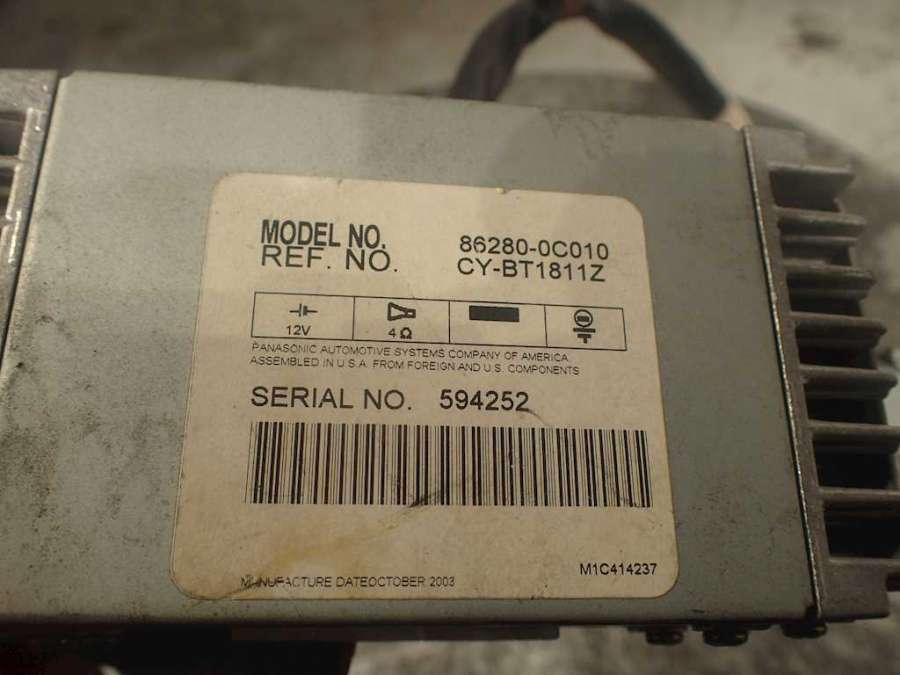 MODEL NO. 86280-0C010
REF. NO. CY-BT1811Z
12V 4Ω
PANASONIC AUTOMOTIVE SYSTEMS COMPANY OF AMERICA
ASSEMBLED IN U.S.A. FROM FOREIGN AND U.S. COMPONENTS
SERIAL NO. 594252
M1C414237
MANUFACTURE DATEOCTOBER 2003